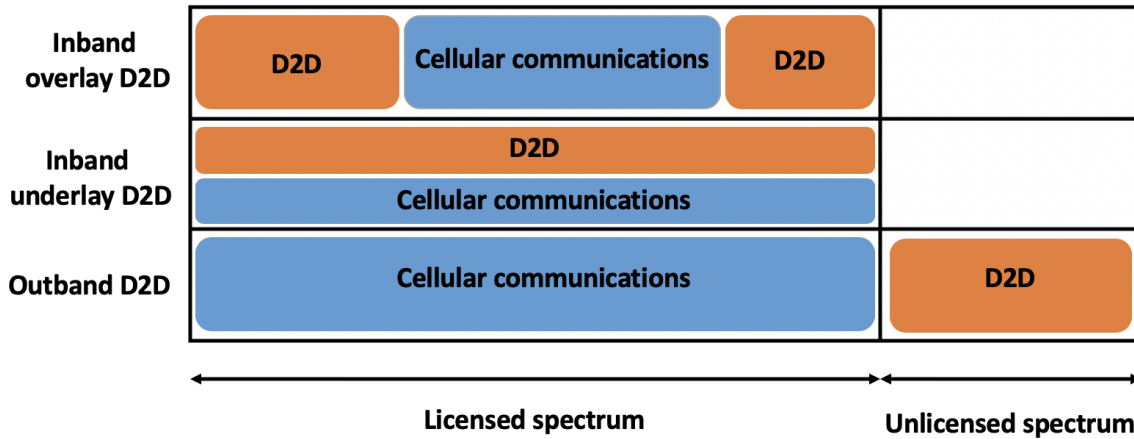 Inband
overlay D2D
D2D
Cellular communications
D2D
Inband
underlay D2D
D2D
Cellular communications
Outband D2D
Cellular communications
D2D
Licensed spectrum
Unlicensed spectrum